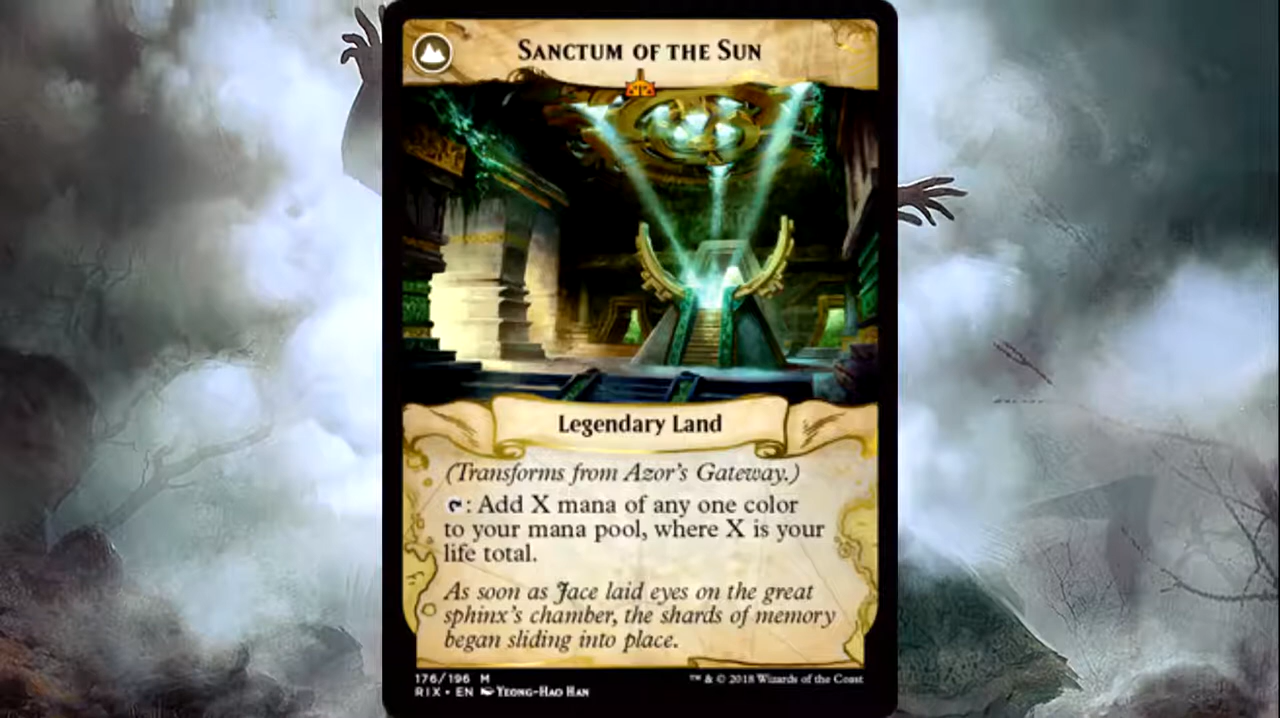 Sanctum of the Sun
Legendary Land
(Transforms from Azor's Gateway.)
: Add X mana of any one color
to your mana pool, where X is your
life total.
As soon as Jace laid eyes on the great
sphinx's chamber, the shards of memory
began sliding into place.
176/196 M
RIX • EN Yeong-Hao Han
™ & © 2018 Wizards of the Coast